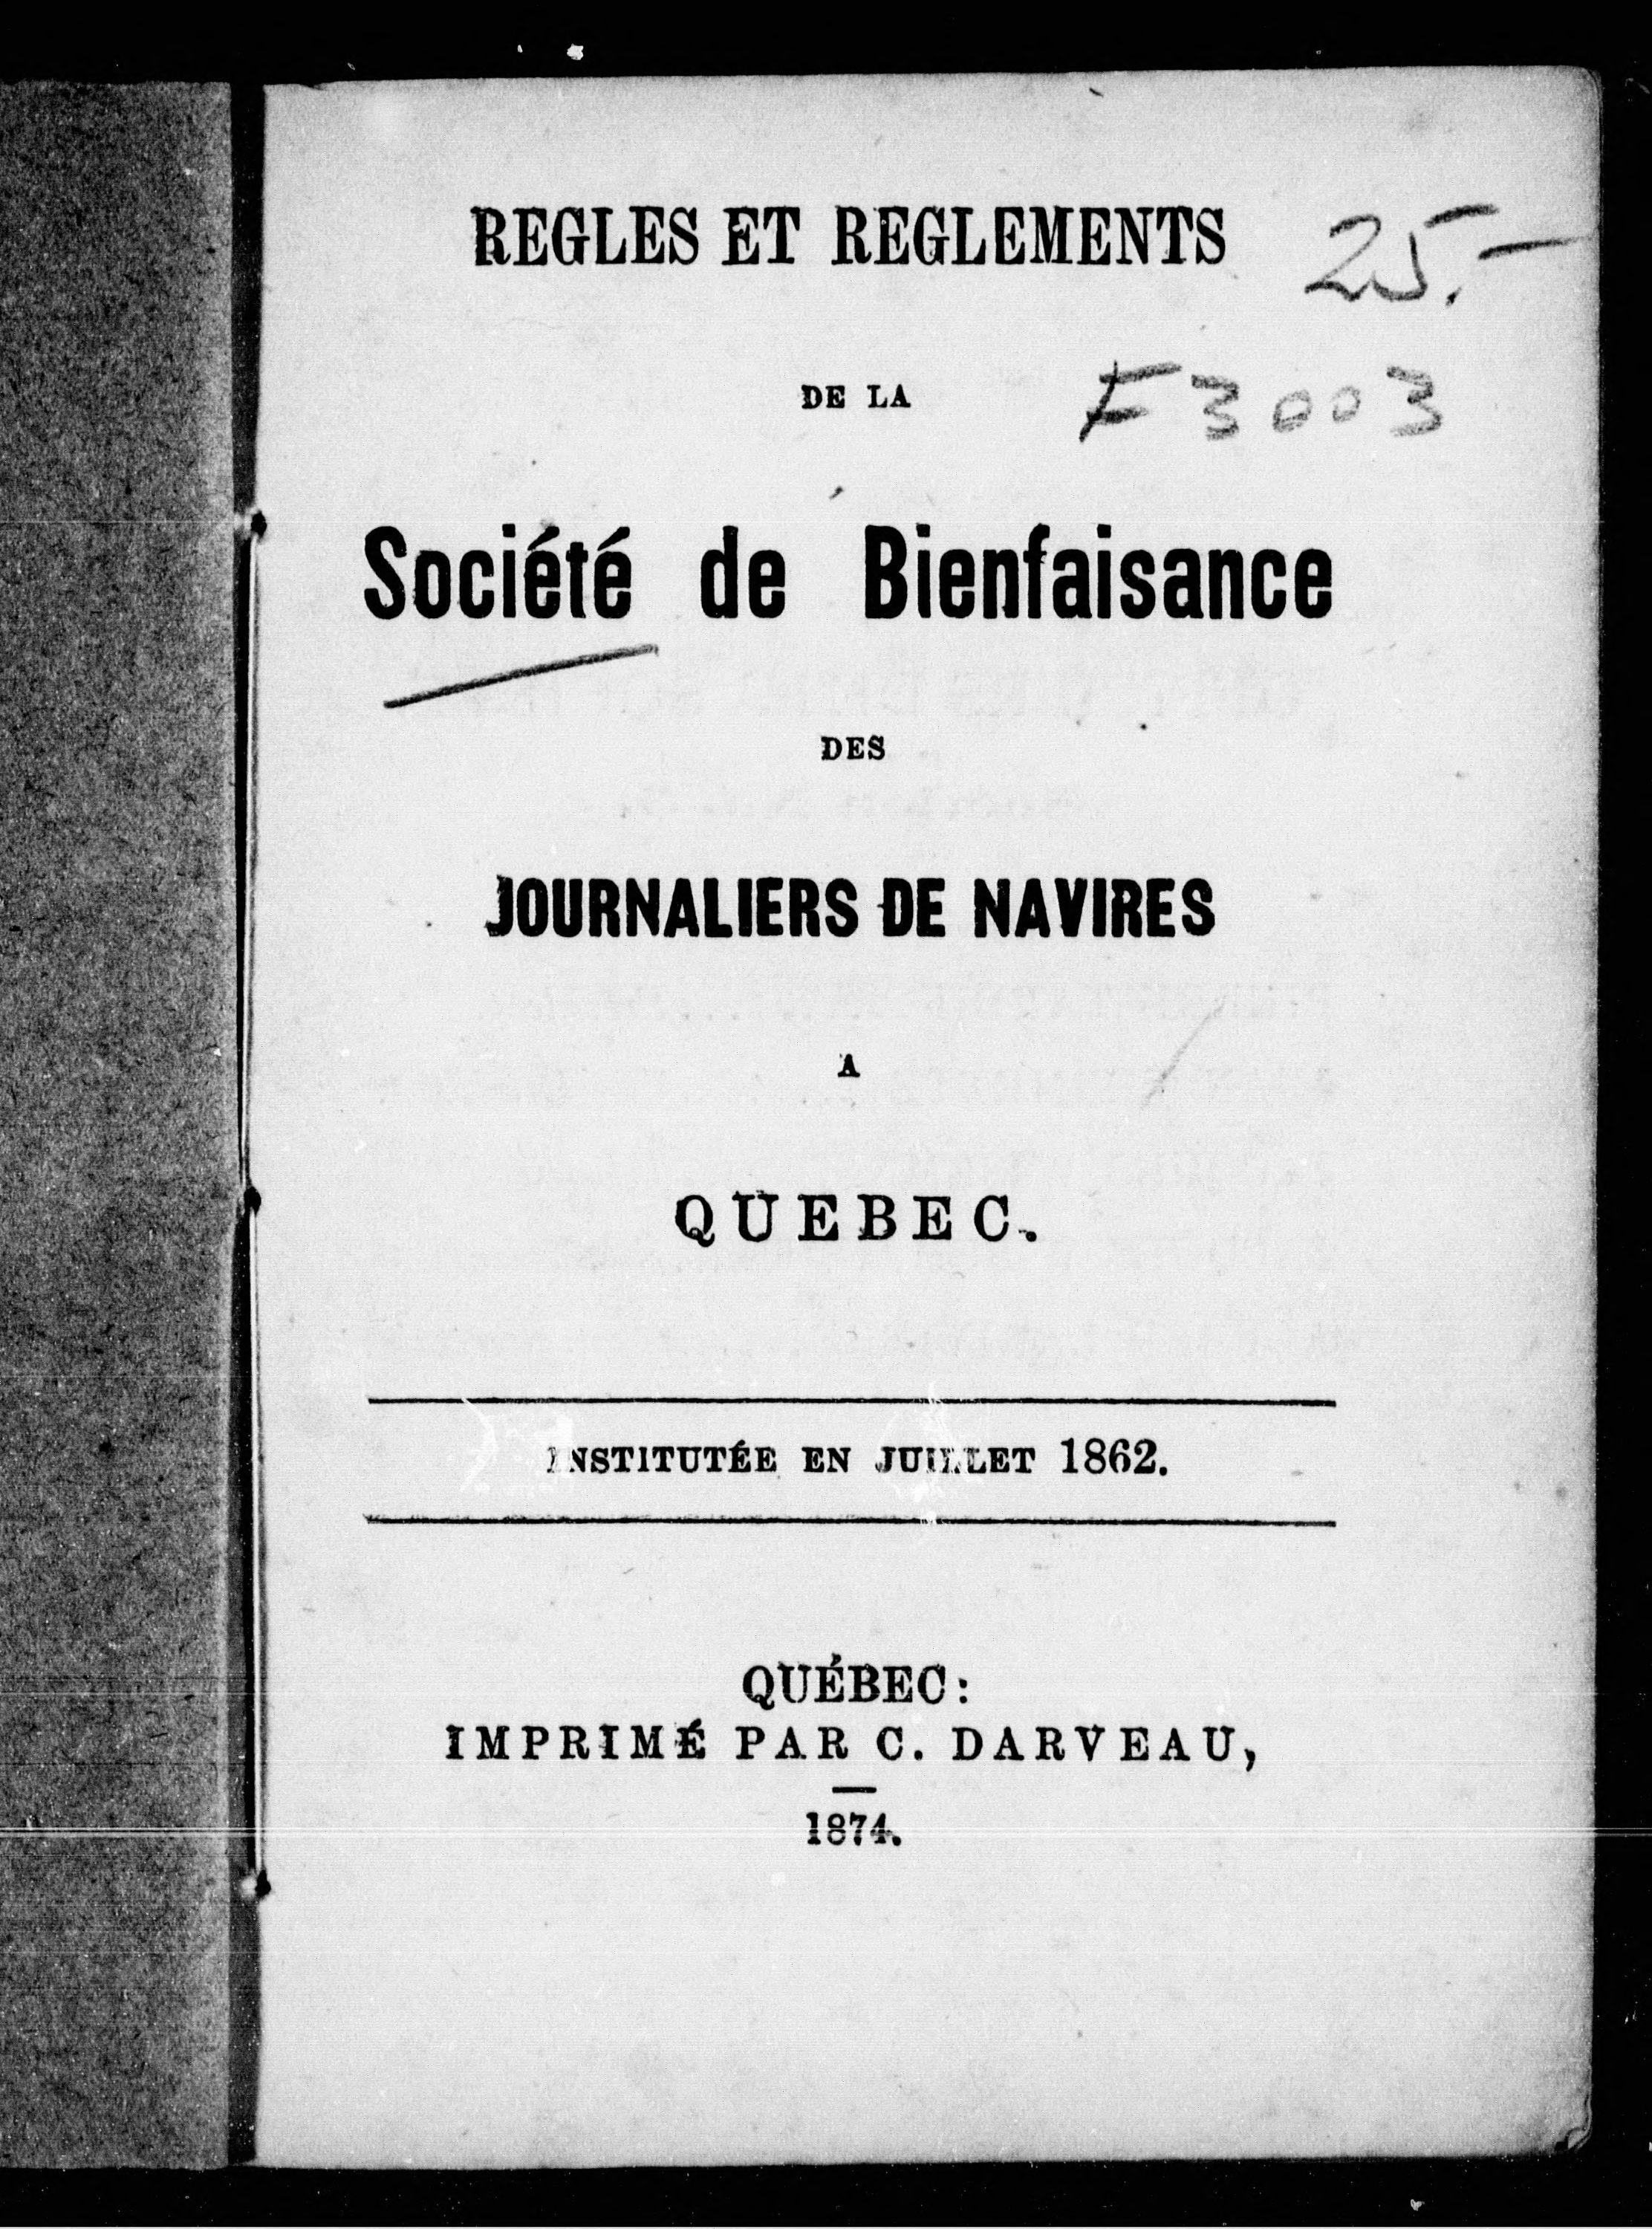 REGLES ET REGLEMENTS
25.—
DE LA
F3003
Société de Bienfaisance
DES
JOURNALIERS DE NAVIRES
A
QUEBEC.
INSTITUTÉE EN JUILLET 1862.
QUÉBEC:
IMPRIMÉ PAR C. DARVEAU,
1874.